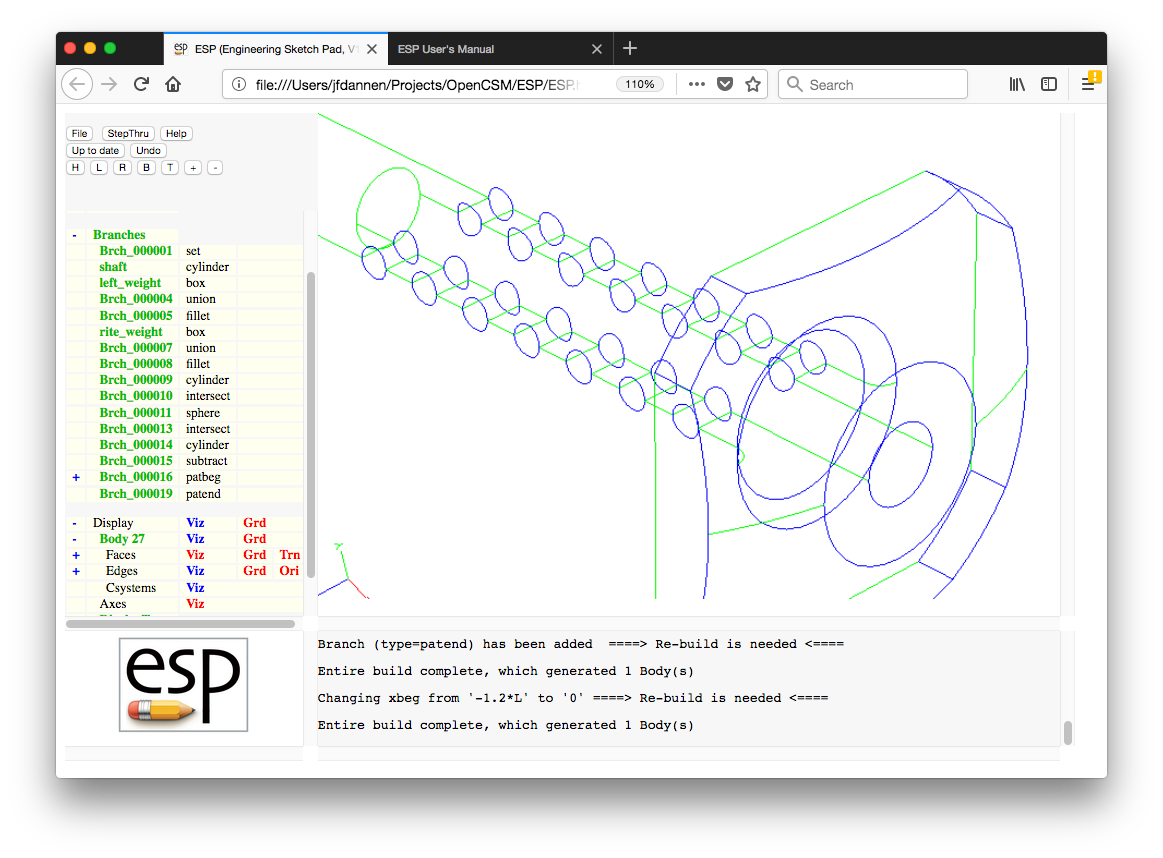 esp ESP (Engineering Sketch Pad, V1
ESP User's Manual
file:///Users/jfdannen/Projects/OpenCSM/ESP/ESP. 110% Search
File StepThru Help
Up to date Undo
H L R B T + -
- Branches
Brch_000001 set
shaft cylinder
left_weight box
Brch_000004 union
Brch_000005 fillet
rite_weight box
Brch_000007 union
Brch_000008 fillet
Brch_000009 cylinder
Brch_000010 intersect
Brch_000011 sphere
Brch_000013 intersect
Brch_000014 cylinder
Brch_000015 subtract
+ Brch_000016 patbeg
Brch_000019 patend
- Display Viz Grd
- Body 27 Viz Grd
+ Faces Viz Grd Trn
+ Edges Viz Grd Ori
Csystems Viz
Axes Viz
Y
esp
Branch (type=patend) has been added ====> Re-build is needed <====
Entire build complete, which generated 1 Body(s)
Changing xbeg from '-1.2*L' to '0' ====> Re-build is needed <====
Entire build complete, which generated 1 Body(s)